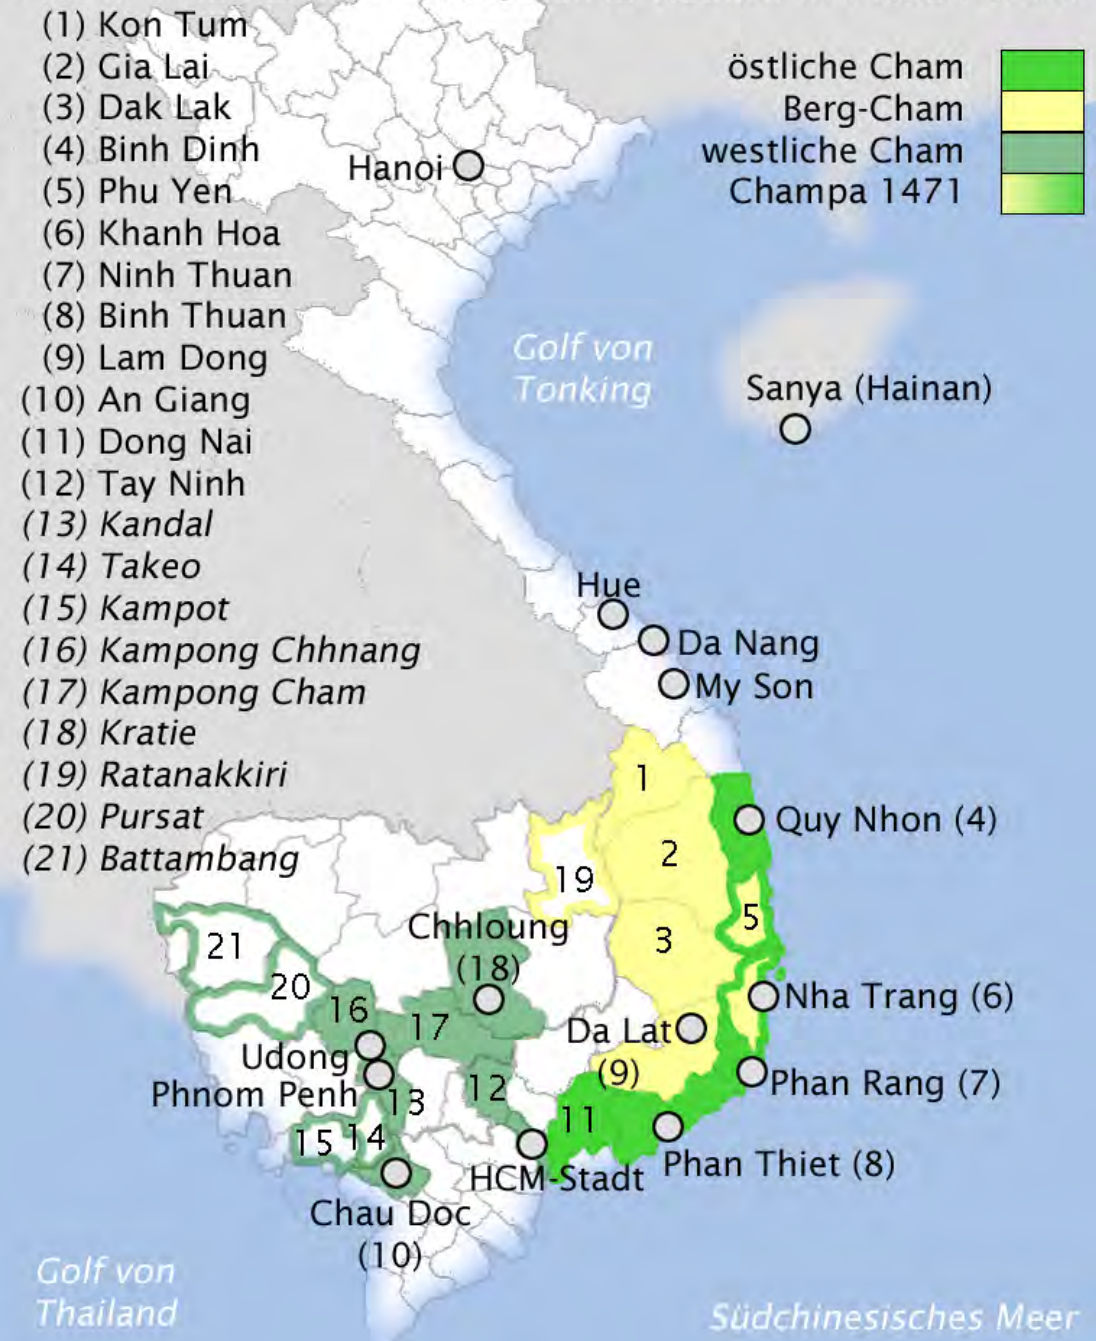 (1) Kon Tum
(2) Gia Lai
(3) Dak Lak
(4) Binh Dinh
(5) Phu Yen
(6) Khanh Hoa
(7) Ninh Thuan
(8) Binh Thuan
(9) Lam Dong
(10) An Giang
(11) Dong Nai
(12) Tay Ninh
(13) Kandal
(14) Takeo
(15) Kampot
(16) Kampong Chhnang
(17) Kampong Cham
(18) Kratie
(19) Ratanakkiri
(20) Pursat
(21) Battambang
östliche Cham
Berg-Cham
westliche Cham
Champa 1471
Hanoi
Golf von
Tonking
Sanya (Hainan)
Hue
Da Nang
My Son
1
Quy Nhon (4)
2
19
5
Chhloung
(18)
3
21
20
16
17
Nha Trang (6)
Da Lat
(9)
Udong
Phnom Penh
13
12
Phan Rang (7)
11
15
14
Phan Thiet (8)
HCM-Stadt
Chau Doc
(10)
Golf von
Thailand
Südchinesisches Meer